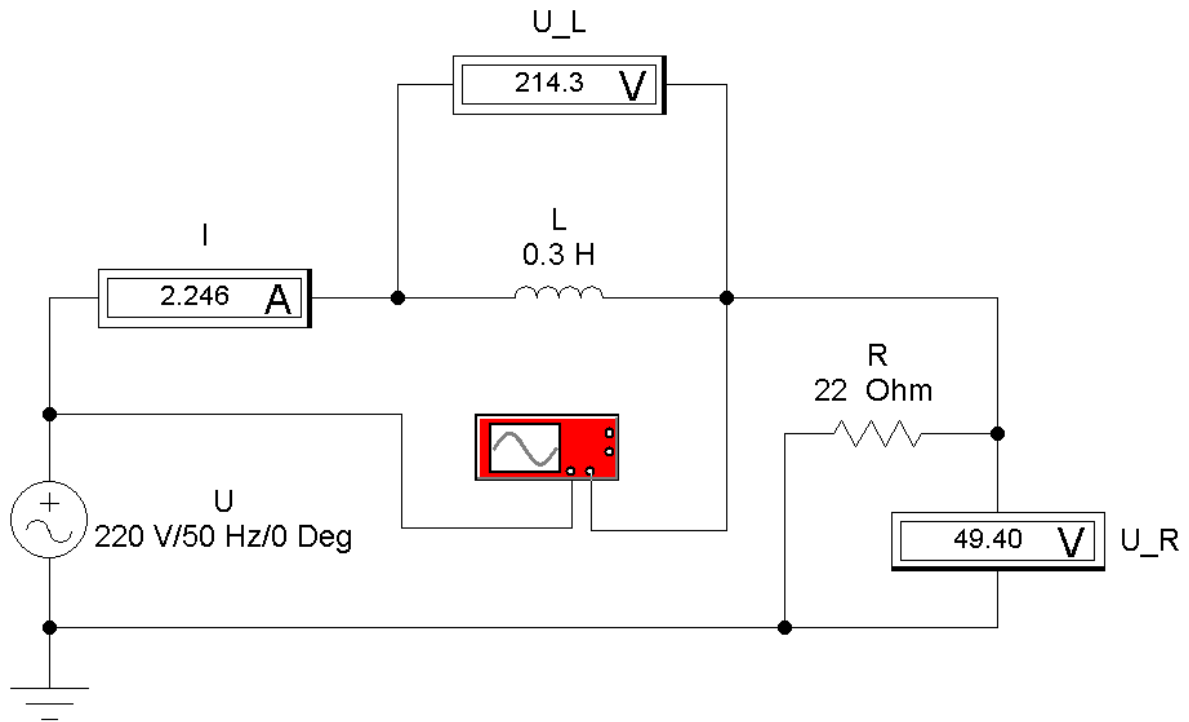 U_L
214.3 V
L
0.3 H
I
2.246 A
R
22 Ohm
U
220 V/50 Hz/0 Deg
49.40 V
U_R